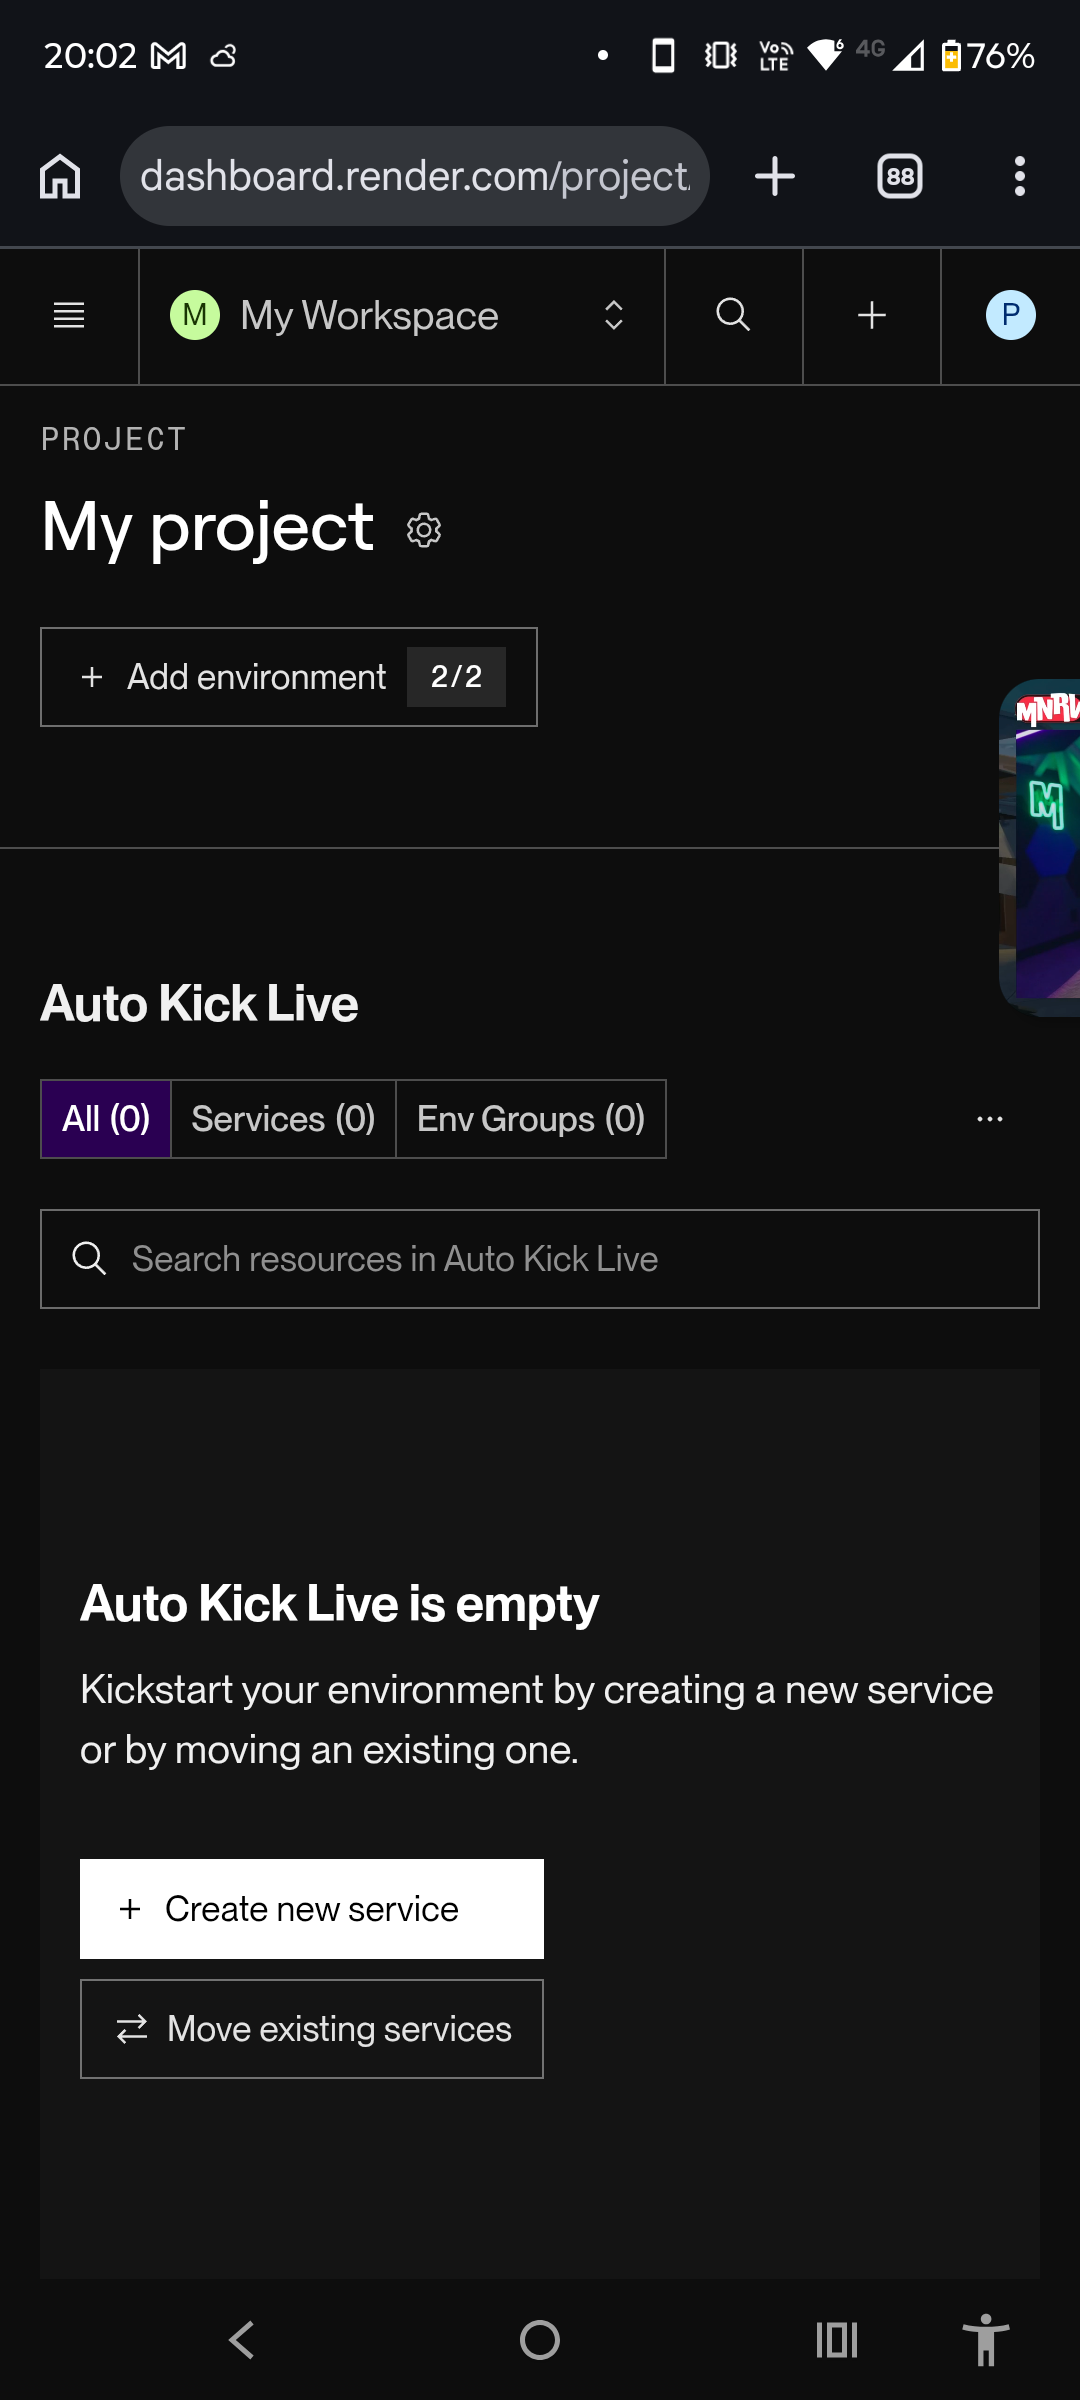 20:02
VoLTE
6
4G
76%
dashboard.render.com/project
88
M My Workspace
P
PROJECT
My project
+ Add environment 2/2
M
Auto Kick Live
All (0) Services (0) Env Groups (0)
...
Search resources in Auto Kick Live
Auto Kick Live is empty
Kickstart your environment by creating a new service
or by moving an existing one.
+ Create new service
Move existing services